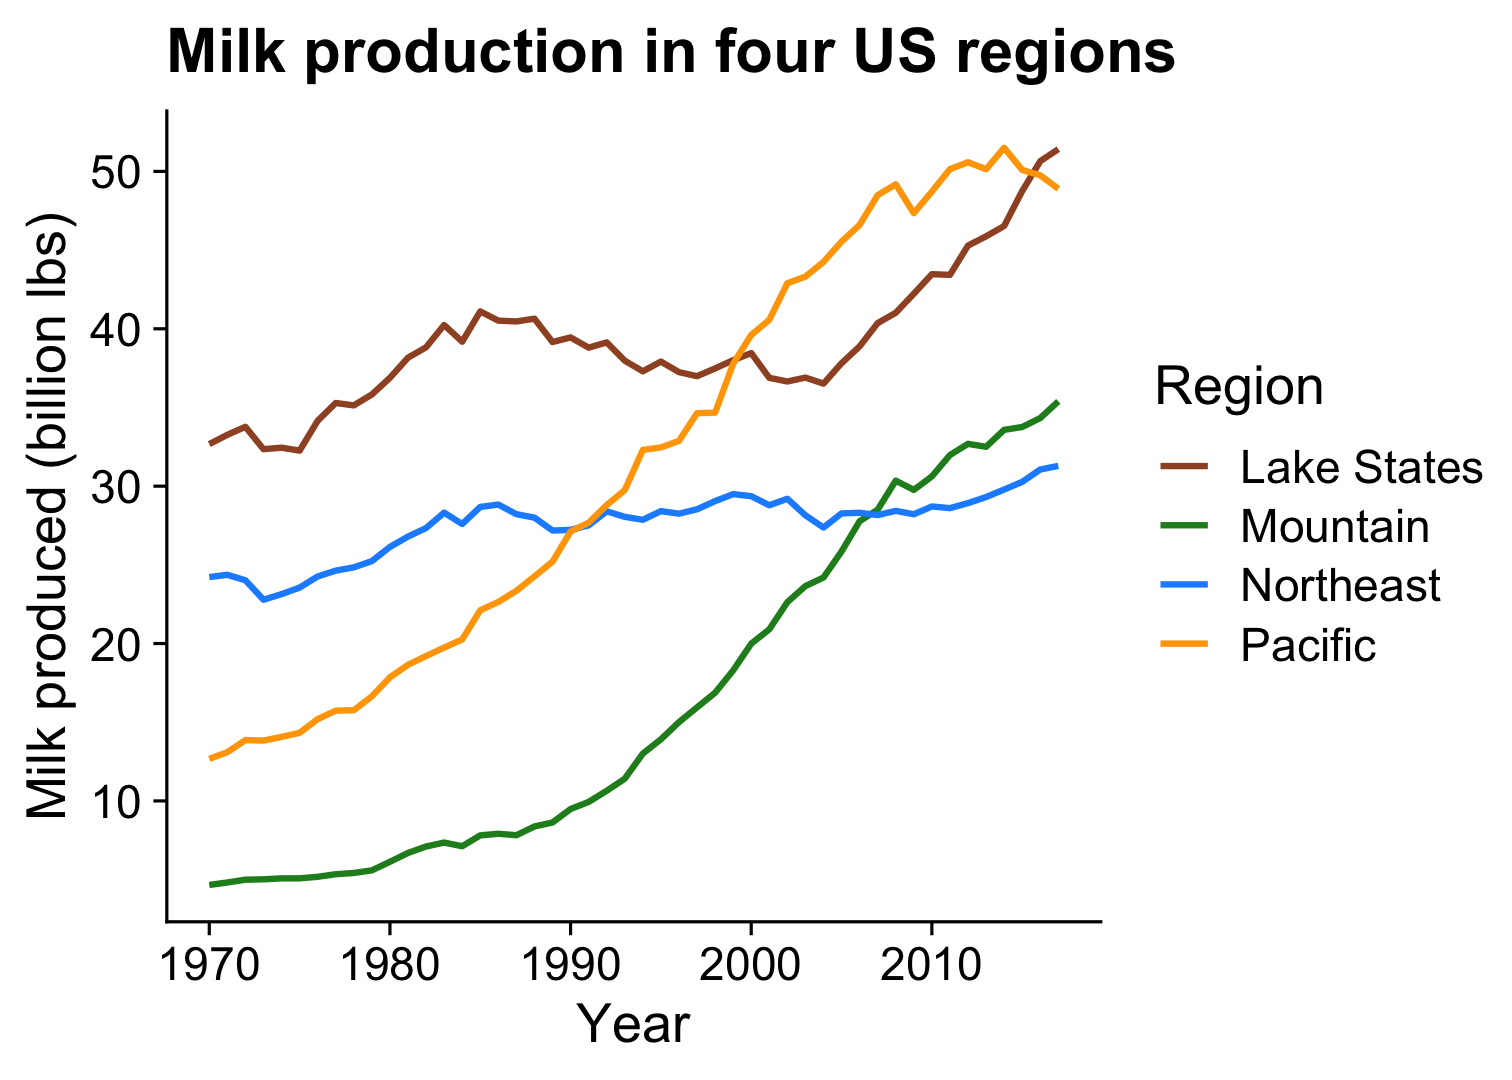 Milk production in four US regions
Milk produced (billion lbs)
50
40
30
20
10
1970 1980 1990 2000 2010
Year
Region
Lake States
Mountain
Northeast
Pacific